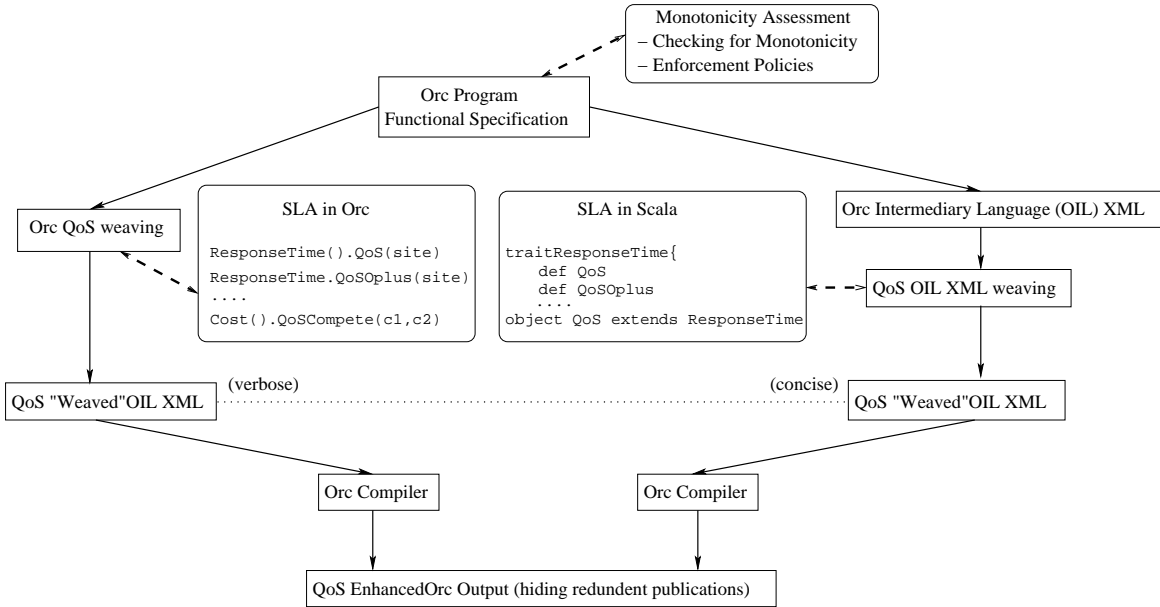 Monotonicity Assessment
– Checking for Monotonicity
– Enforcement Policies
Orc Program
Functional Specification
Orc QoS weaving
SLA in Orc
ResponseTime().QoS(site)
ResponseTime.QoSOplus(site)
....
Cost().QoSCompete(c1,c2)
SLA in Scala
traitResponseTime{
def QoS
def QoSOplus
....
object QoS extends ResponseTime
Orc Intermediary Language (OIL) XML
QoS OIL XML weaving
QoS "Weaved"OIL XML
(verbose)
(concise)
QoS "Weaved"OIL XML
Orc Compiler
Orc Compiler
QoS EnhancedOrc Output (hiding redundent publications)